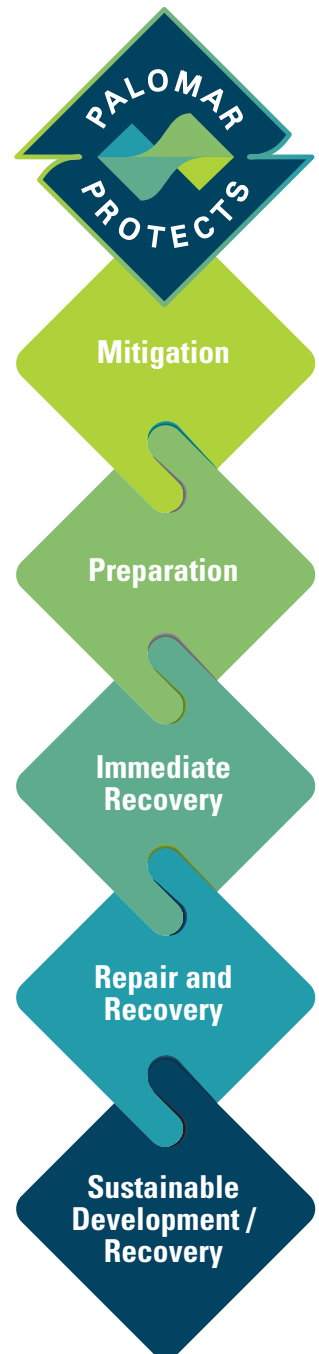 PALOMAR
PROTECTS
Mitigation
Preparation
Immediate
Recovery
Repair and
Recovery
Sustainable
Development /
Recovery